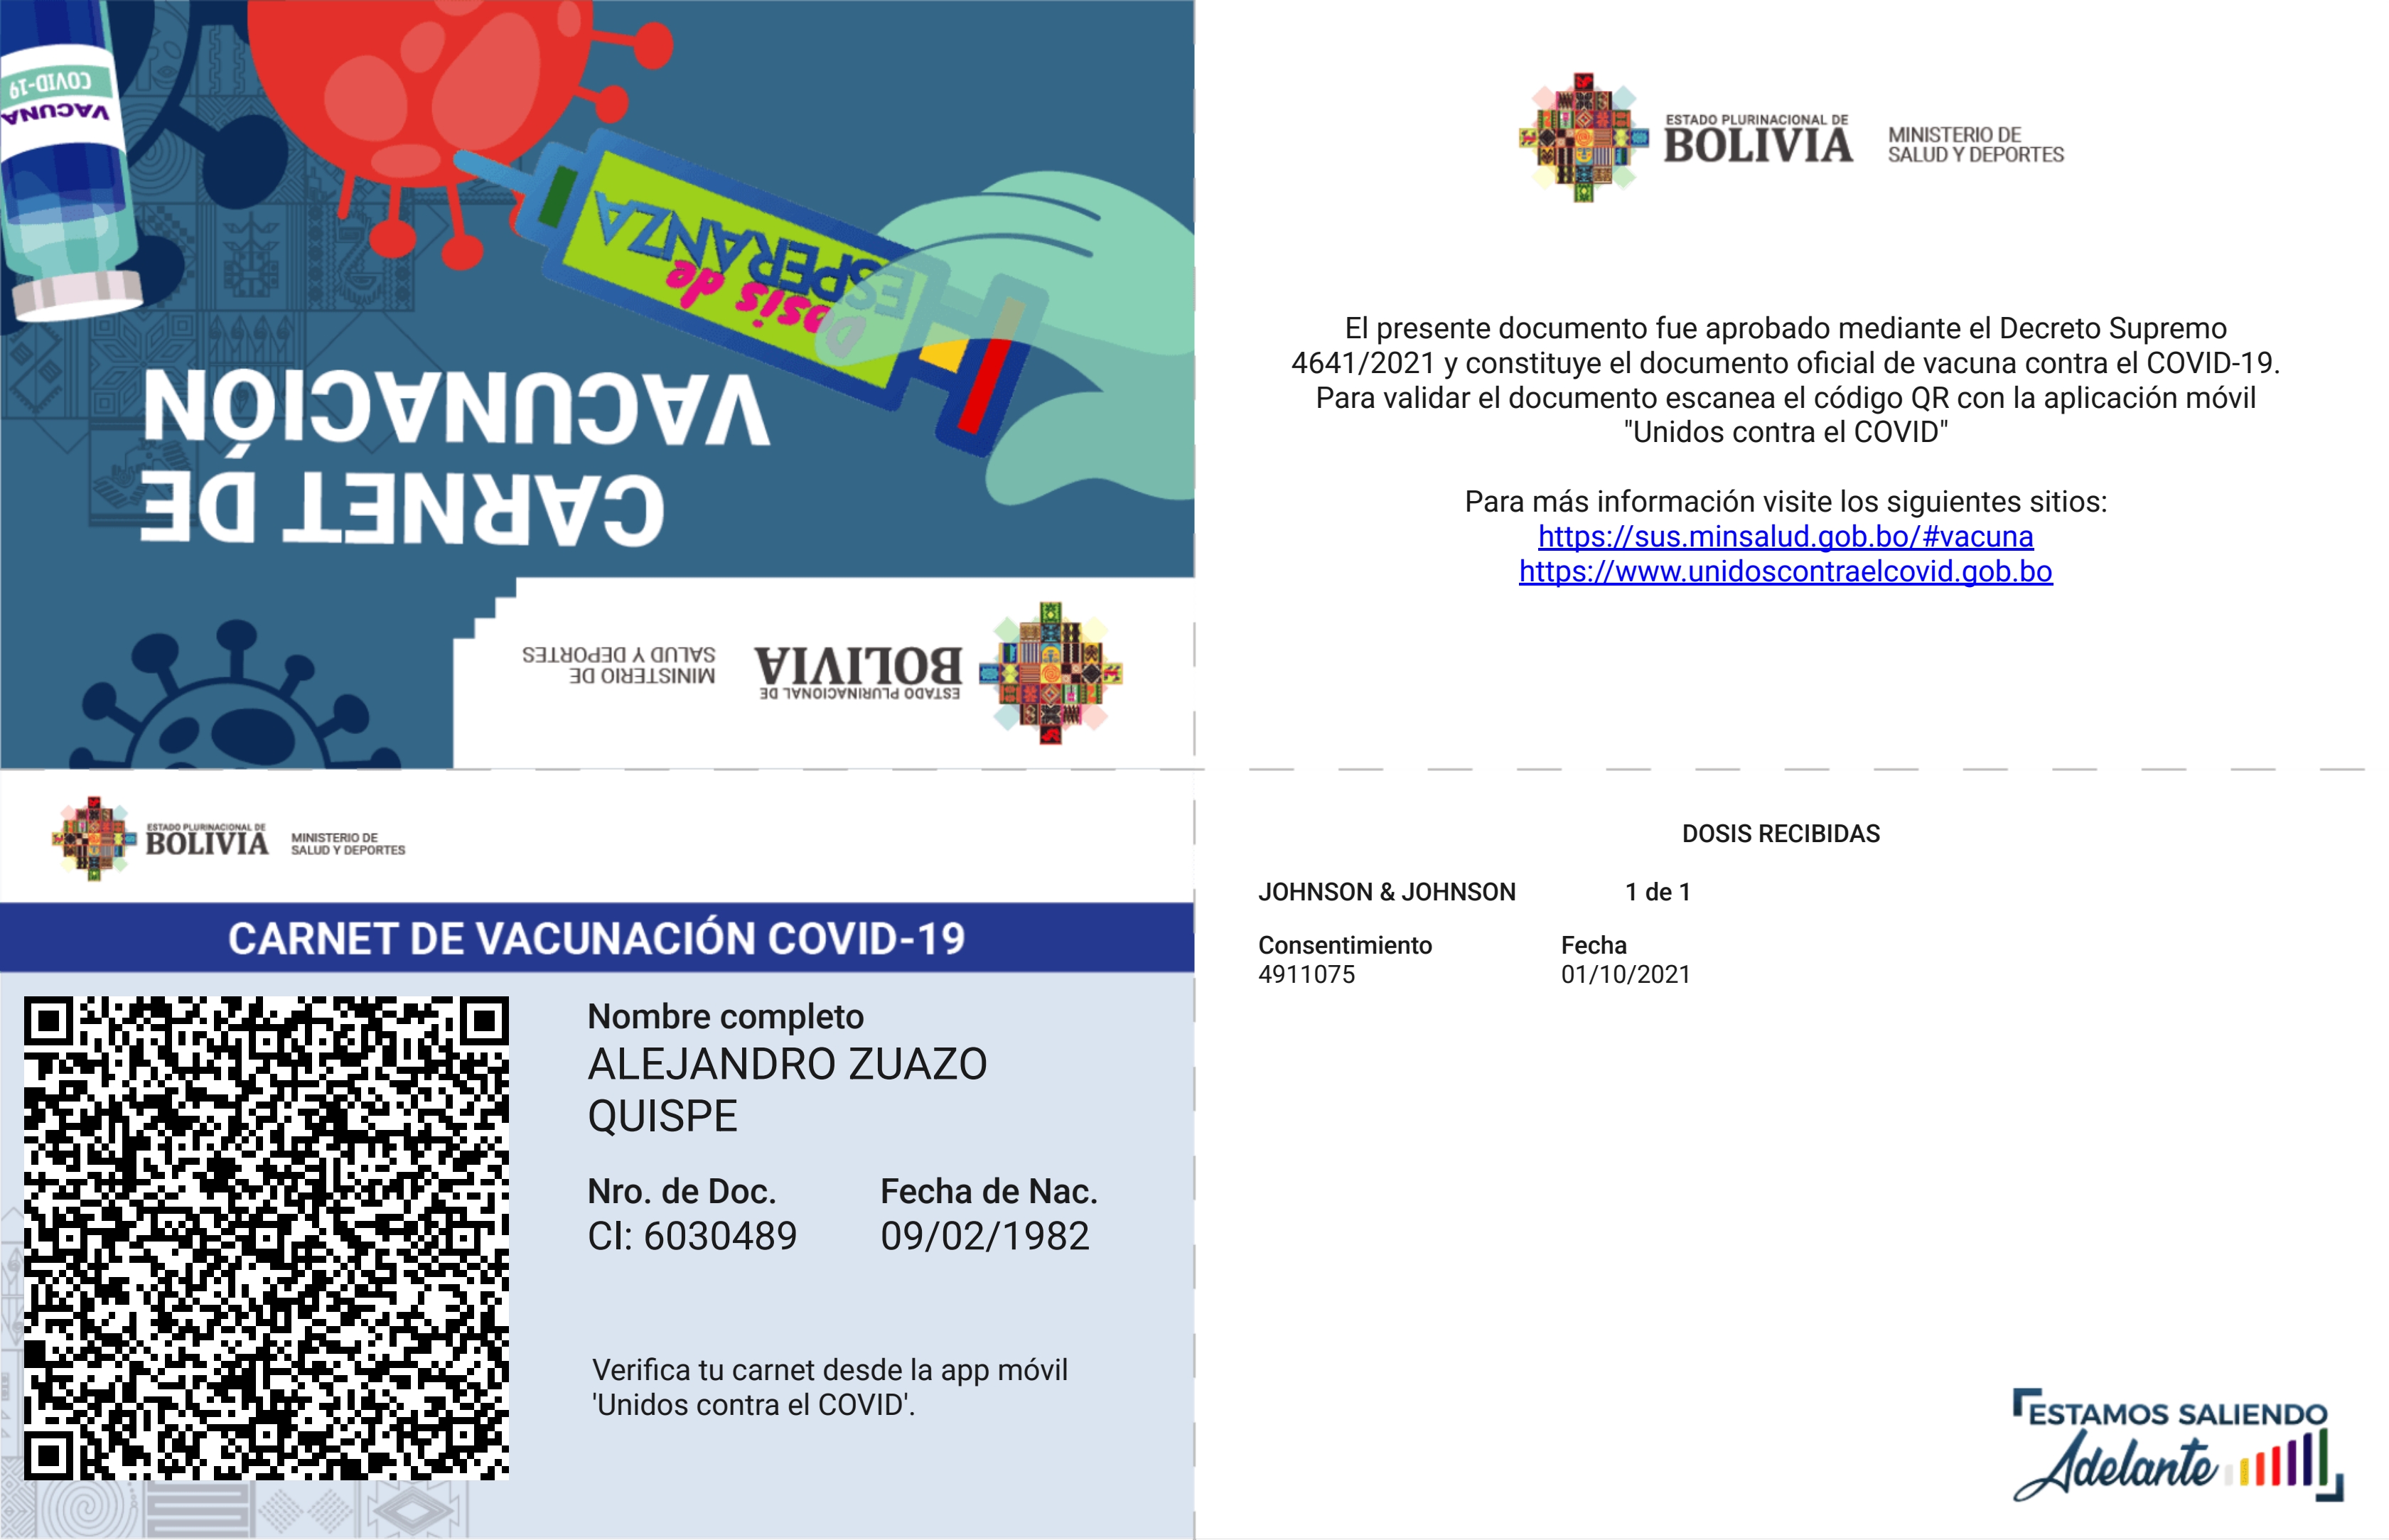 COVID-19
VACUNA
Dosis de
ESPERANZA
CARNET DE
VACUNACIÓN
ESTADO PLURINACIONAL DE
BOLIVIA
MINISTERIO DE
SALUD Y DEPORTES
ESTADO PLURINACIONAL DE
BOLIVIA
MINISTERIO DE
SALUD Y DEPORTES
El presente documento fue aprobado mediante el Decreto Supremo
4641/2021 y constituye el documento oficial de vacuna contra el COVID-19.
Para validar el documento escanea el código QR con la aplicación móvil
"Unidos contra el COVID"
Para más información visite los siguientes sitios:
https://sus.minsalud.gob.bo/#vacuna
https://www.unidoscontraelcovid.gob.bo
ESTADO PLURINACIONAL DE
BOLIVIA
MINISTERIO DE
SALUD Y DEPORTES
CARNET DE VACUNACIÓN COVID-19
Nombre completo
ALEJANDRO ZUAZO
QUISPE
Nro. de Doc. Fecha de Nac.
CI: 6030489 09/02/1982
Verifica tu carnet desde la app móvil
'Unidos contra el COVID'.
DOSIS RECIBIDAS
JOHNSON & JOHNSON 1 de 1
Consentimiento Fecha
4911075 01/10/2021
ESTAMOS SALIENDO
Adelante